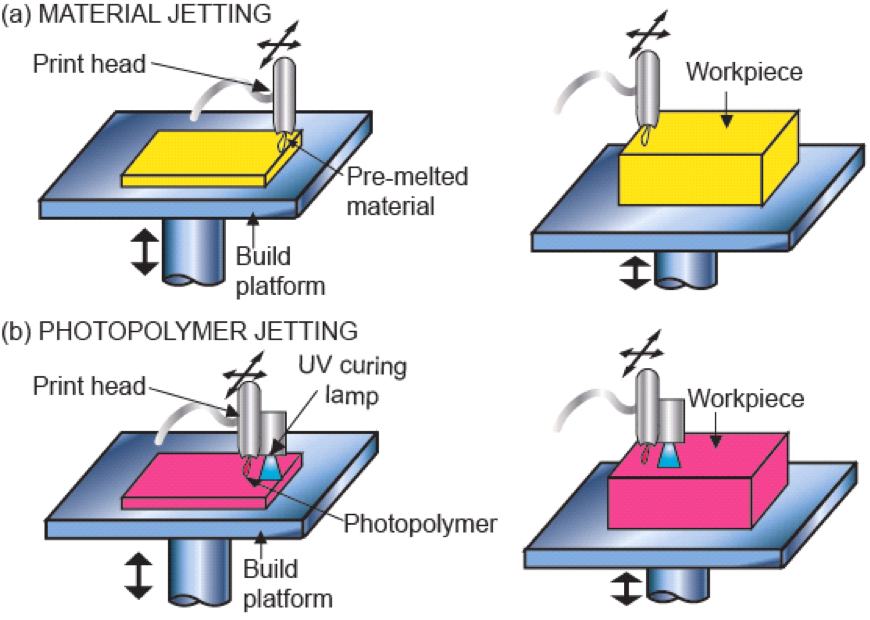 (a) MATERIAL JETTING
Print head
Workpiece
Pre-melted
material
Build
platform
(b) PHOTOPOLYMER JETTING
UV curing
lamp
Print head
Workpiece
Photopolymer
Build
platform